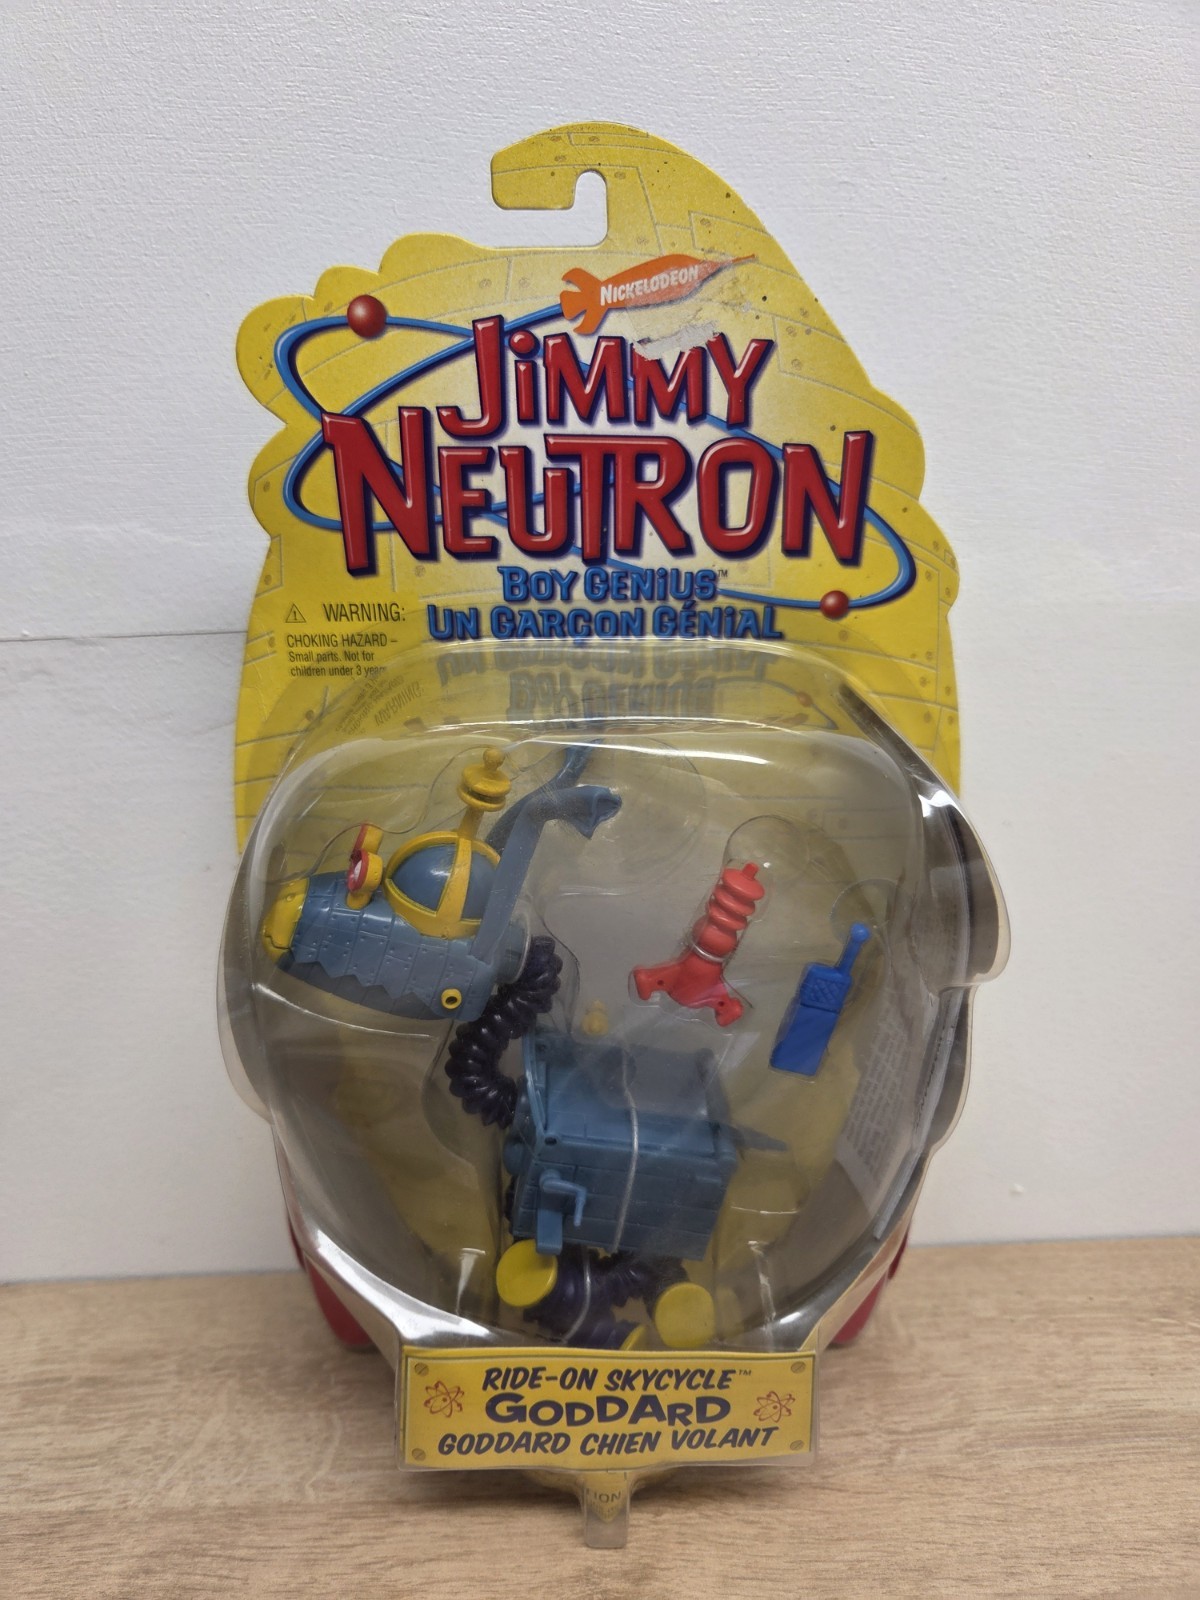 NICKELODEON
JIMMY
NEUTRON
BOY GENIUS™
UN GARÇON GÉNIAL
⚠ WARNING:
CHOKING HAZARD –
Small parts. Not for
children under 3 years
RIDE-ON SKYCYCLE™
GODDARD
GODDARD CHIEN VOLANT